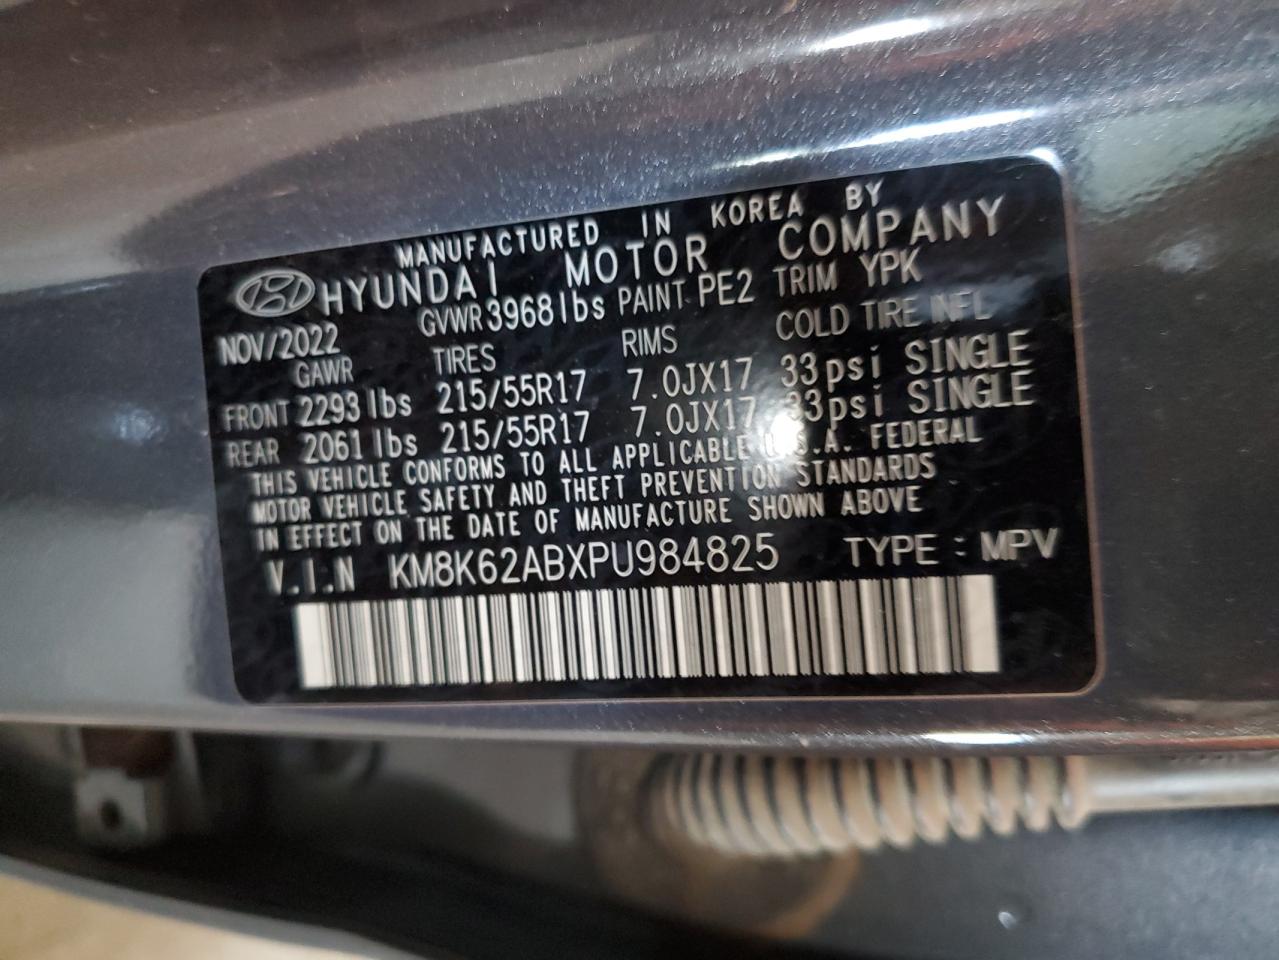 MANUFACTURED IN KOREA BY
HYUNDAI MOTOR COMPANY
NOV/2022 GVWR 3968lbs PAINT PE2 TRIM YPK
GAWR TIRES RIMS COLD TIRE INFL
FRONT 2293 lbs 215/55R17 7.0JX17 33psi SINGLE
REAR 2061 lbs 215/55R17 7.0JX17 33psi SINGLE
THIS VEHICLE CONFORMS TO ALL APPLICABLE U.S.A. FEDERAL
MOTOR VEHICLE SAFETY AND THEFT PREVENTION STANDARDS
IN EFFECT ON THE DATE OF MANUFACTURE SHOWN ABOVE
V.I.N KM8K62ABXPU984825 TYPE : MPV